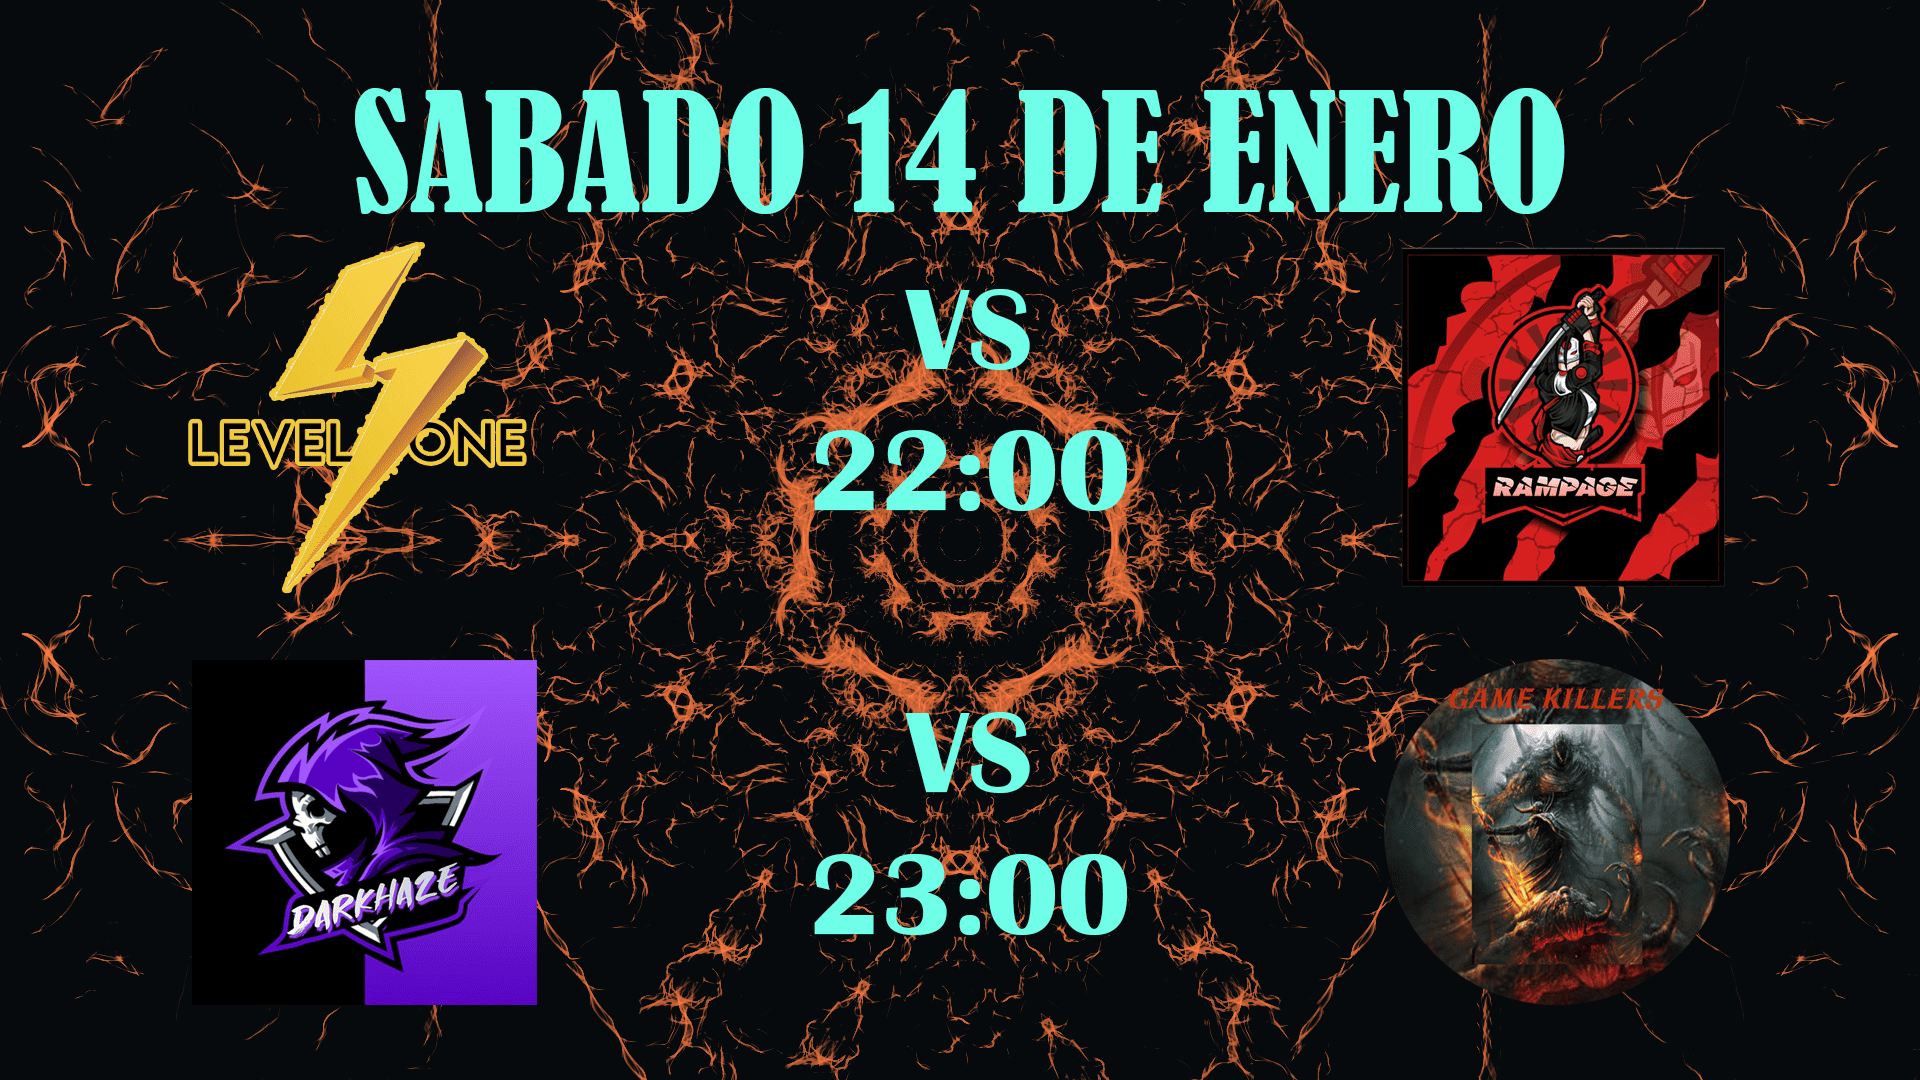 SABADO 14 DE ENERO
LEVEL ONE
VS
22:00
RAMPAGE
DARKHAZE
VS
23:00
GAME KILLERS